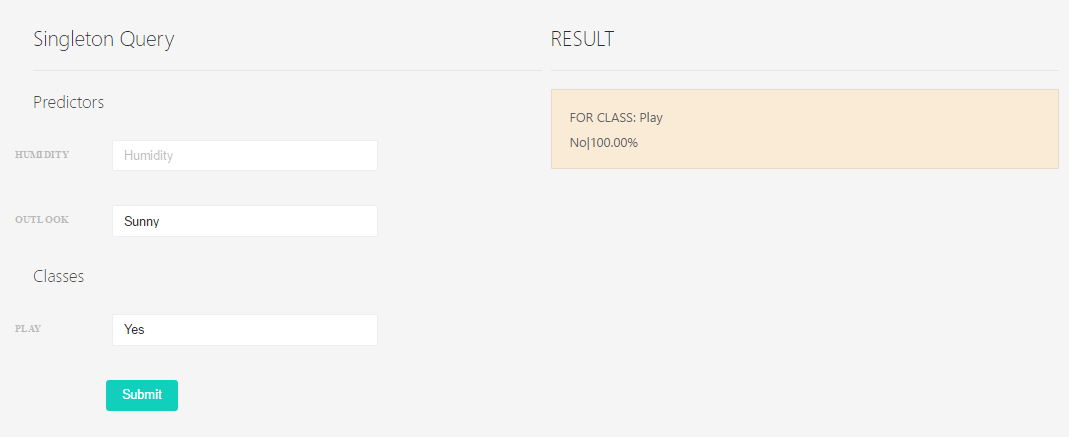 Singleton Query
Predictors
HUMIDITY
Humidity
OUTLOOK
Sunny
Classes
PLAY
Yes
Submit
RESULT
FOR CLASS: Play
No|100.00%